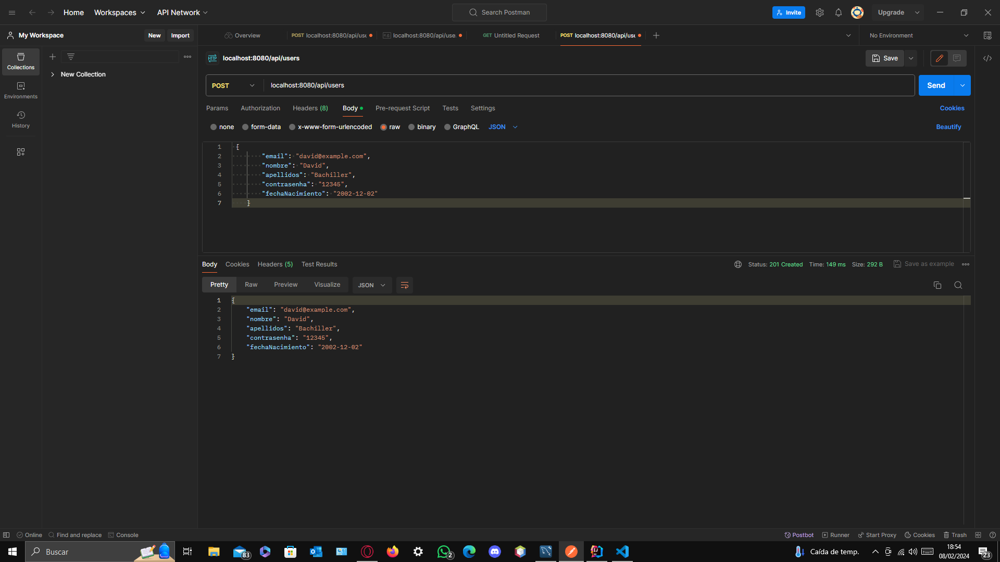 Home Workspaces API Network Search Postman Invite Upgrade
My Workspace New Import Overview POST localhost:8080/api/use localhost:8080/api/use. GET Untitled Request POST localhost:8080/api/use No Environment
Collections
New Collection
Environments
History
HTTP localhost:8080/api/users Save
POST localhost:8080/api/users Send
Params Authorization Headers (8) Body Pre-request Script Tests Settings Cookies
none form-data x-www-form-urlencoded raw binary GraphQL JSON Beautify
1 {
2 "email": "david@example.com",
3 "nombre": "David",
4 "apellidos": "Bachiller",
5 "contrasenha": "12345",
6 "fechaNacimiento": "2002-12-02"
7 }
Body Cookies Headers (5) Test Results Status: 201 Created Time: 149 ms Size: 292 B Save as example
Pretty Raw Preview Visualize JSON
1 {
2 "email": "david@example.com",
3 "nombre": "David",
4 "apellidos": "Bachiller",
5 "contrasenha": "12345",
6 "fechaNacimiento": "2002-12-02"
7 }
Online Find and replace Console Postbot Runner Start Proxy Cookies Trash
Buscar 83 2 Caída de temp. 18:54
08/02/2024 23